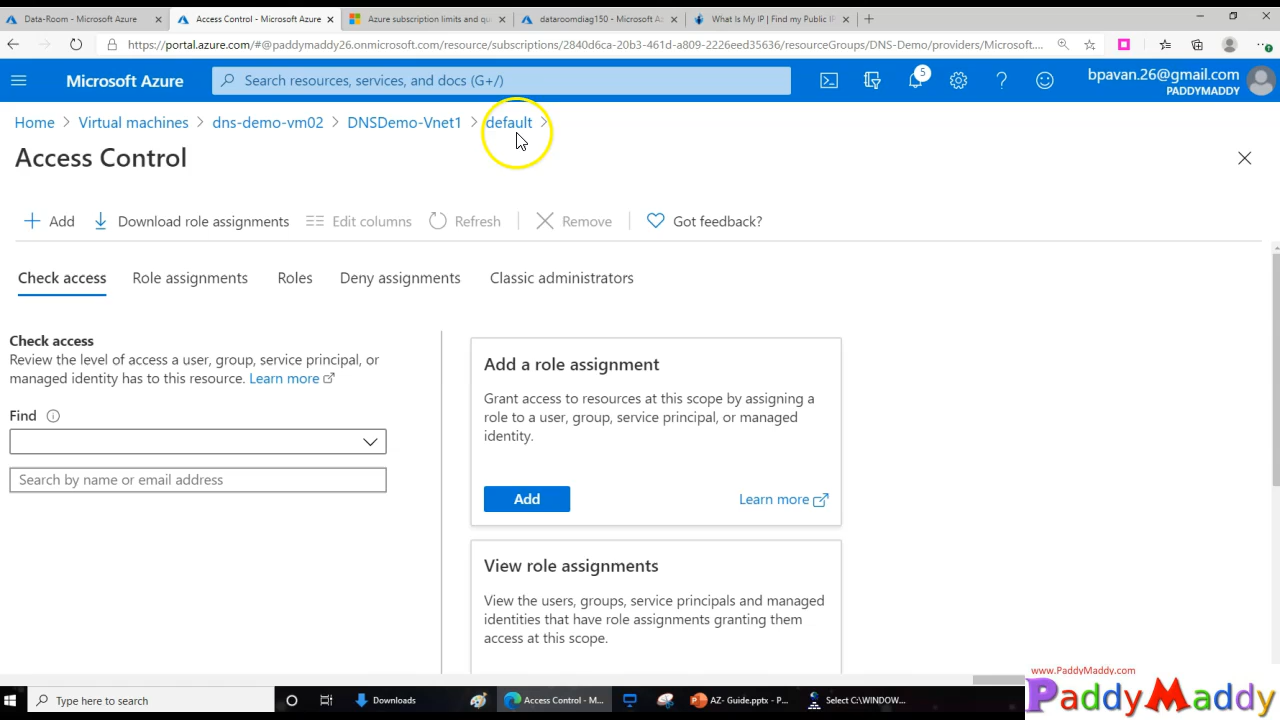 Data-Room - Microsoft Azure
Access Control - Microsoft Azure
Azure subscription limits and qu
dataroomdiag150 - Microsoft Az
What Is My IP | Find my Public IP
https://portal.azure.com/#@paddymaddy26.onmicrosoft.com/resource/subscriptions/2840d6ca-20b3-461d-a809-2226eed35636/resourceGroups/DNS-Demo/providers/Microsoft....
Microsoft Azure
Search resources, services, and docs (G+/)
5
bpavan.26@gmail.com
PADDYMADDY
Home > Virtual machines > dns-demo-vm02 > DNSDemo-Vnet1 > default >
Access Control
Add
Download role assignments
Edit columns
Refresh
Remove
Got feedback?
Check access
Role assignments
Roles
Deny assignments
Classic administrators
Check access
Review the level of access a user, group, service principal, or
managed identity has to this resource. Learn more
Find
Search by name or email address
Add a role assignment
Grant access to resources at this scope by assigning a
role to a user, group, service principal, or managed
identity.
Add
Learn more
View role assignments
View the users, groups, service principals and managed
identities that have role assignments granting them
access at this scope.
www.PaddyMaddy.com
PaddyMaddy
Type here to search
Downloads
Access Control - M...
AZ- Guide.pptx - P...
Select C:\WINDOW...